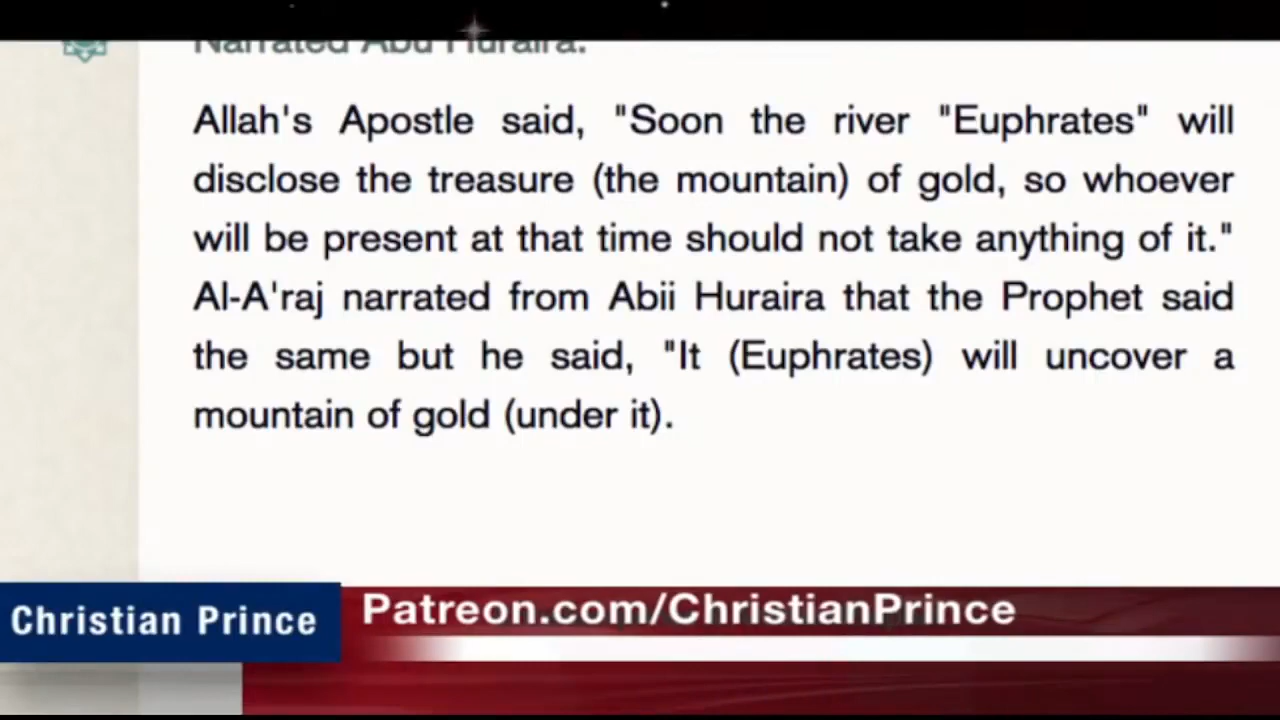 Narrated Abu Huraira:
Allah's Apostle said, "Soon the river "Euphrates" will
disclose the treasure (the mountain) of gold, so whoever
will be present at that time should not take anything of it."
Al-A'raj narrated from Abii Huraira that the Prophet said
the same but he said, "It (Euphrates) will uncover a
mountain of gold (under it).
Christian Prince
Patreon.com/ChristianPrince